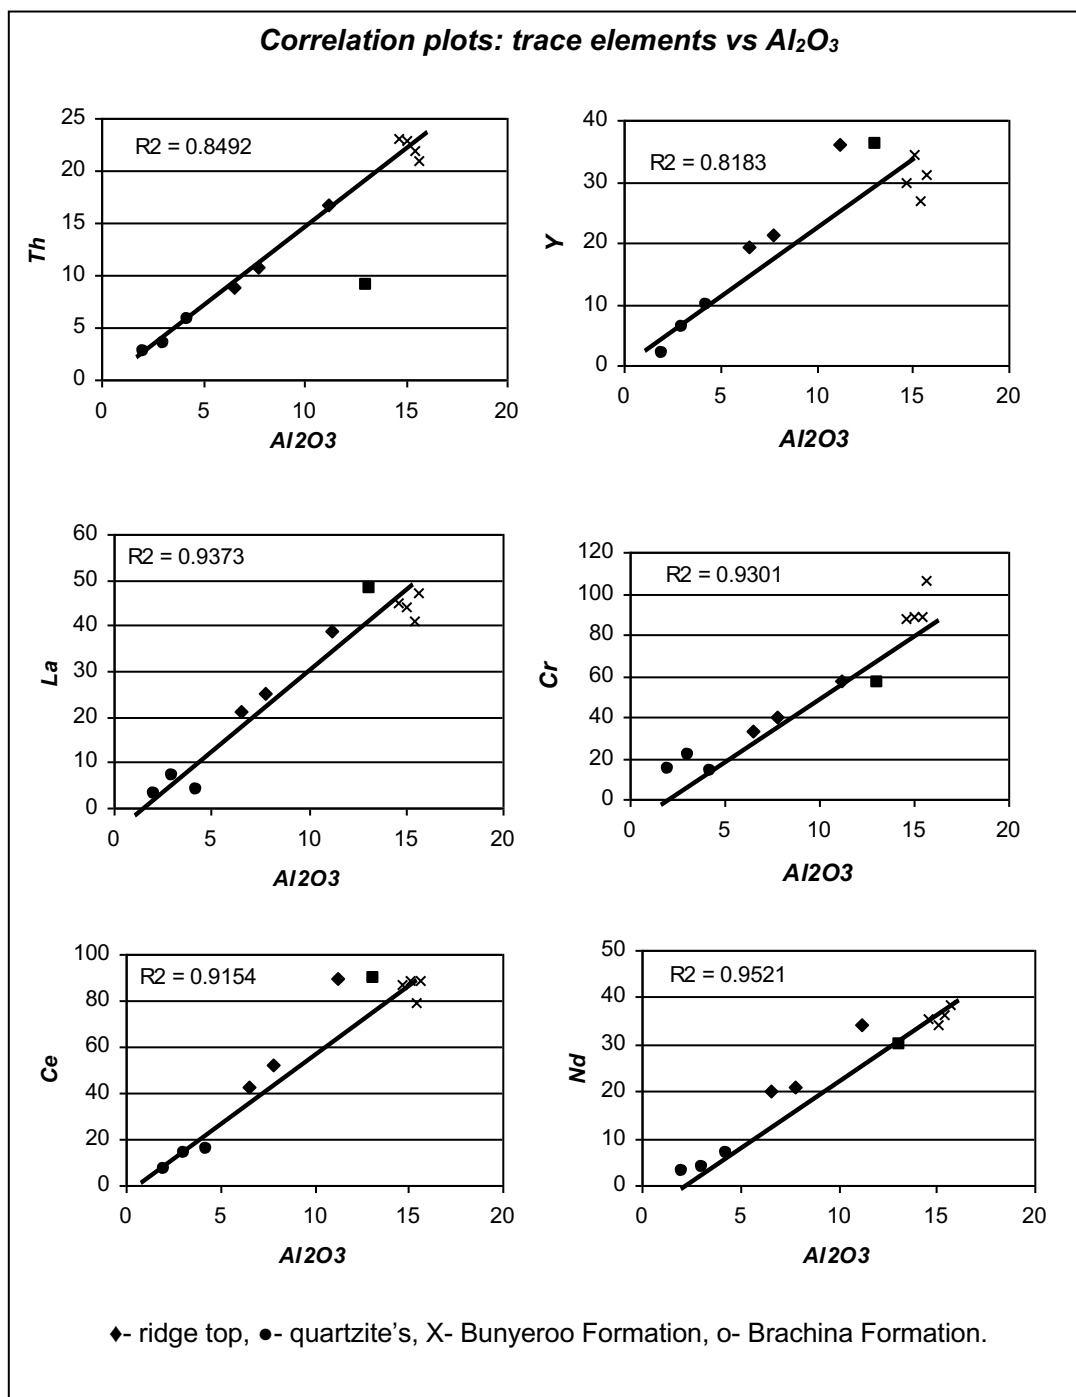 Correlation plots: trace elements vs Al₂O₃
25
20
15
10
5
0
R2 = 0.8492
Th
0 5 10 15 20
Al2O3
40
30
20
10
0
R2 = 0.8183
Y
0 5 10 15 20
Al2O3
60
50
40
30
20
10
0
R2 = 0.9373
La
0 5 10 15 20
Al2O3
120
100
80
60
40
20
0
R2 = 0.9301
Cr
0 5 10 15 20
Al2O3
100
80
60
40
20
0
R2 = 0.9154
Ce
0 5 10 15 20
Al2O3
50
40
30
20
10
0
R2 = 0.9521
Nd
0 5 10 15 20
Al2O3
♦- ridge top, ●- quartzite's, X- Bunyeroo Formation, o- Brachina Formation.